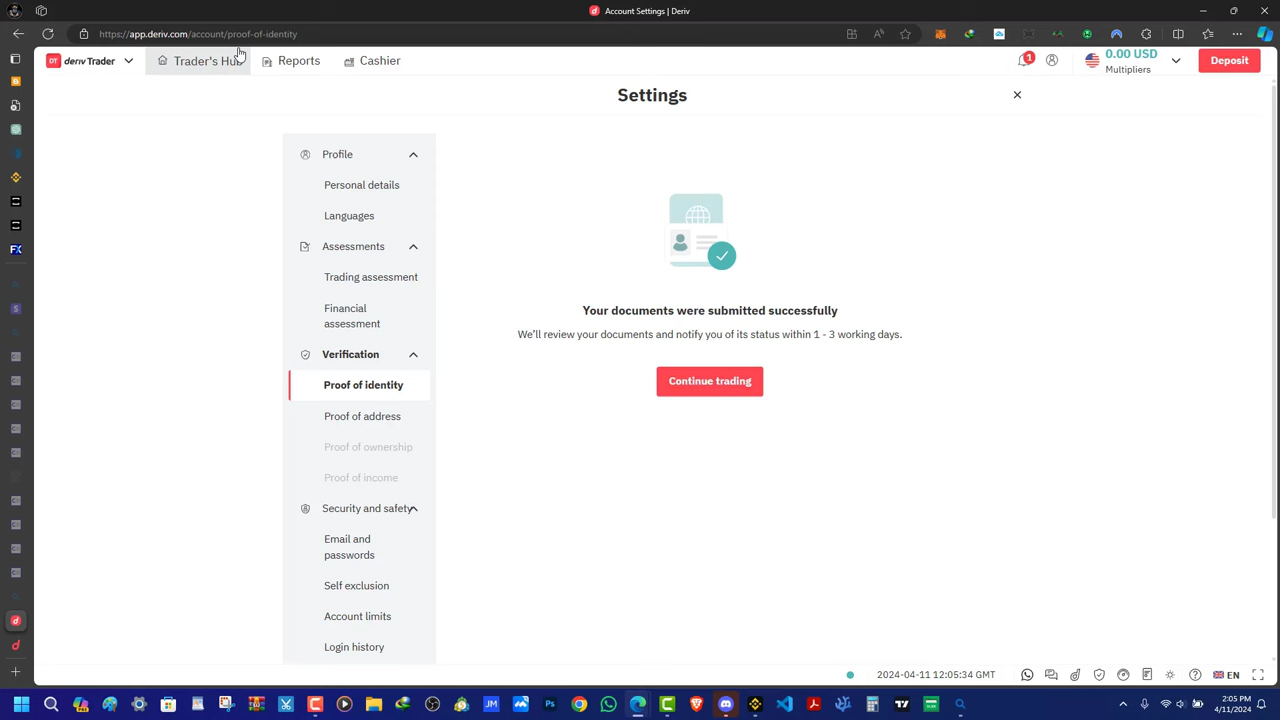 Account Settings | Deriv
https://app.deriv.com/account/proof-of-identity
DT deriv Trader
Trader's Hub
Reports
Cashier
1
0.00 USD
Multipliers
Deposit
Settings
Profile
Personal details
Languages
Assessments
Trading assessment
Financial
assessment
Verification
Proof of identity
Proof of address
Proof of ownership
Proof of income
Security and safety
Email and
passwords
Self exclusion
Account limits
Login history
Your documents were submitted successfully
We'll review your documents and notify you of its status within 1 - 3 working days.
Continue trading
2024-04-11 12:05:34 GMT
EN
2:05 PM
4/11/2024